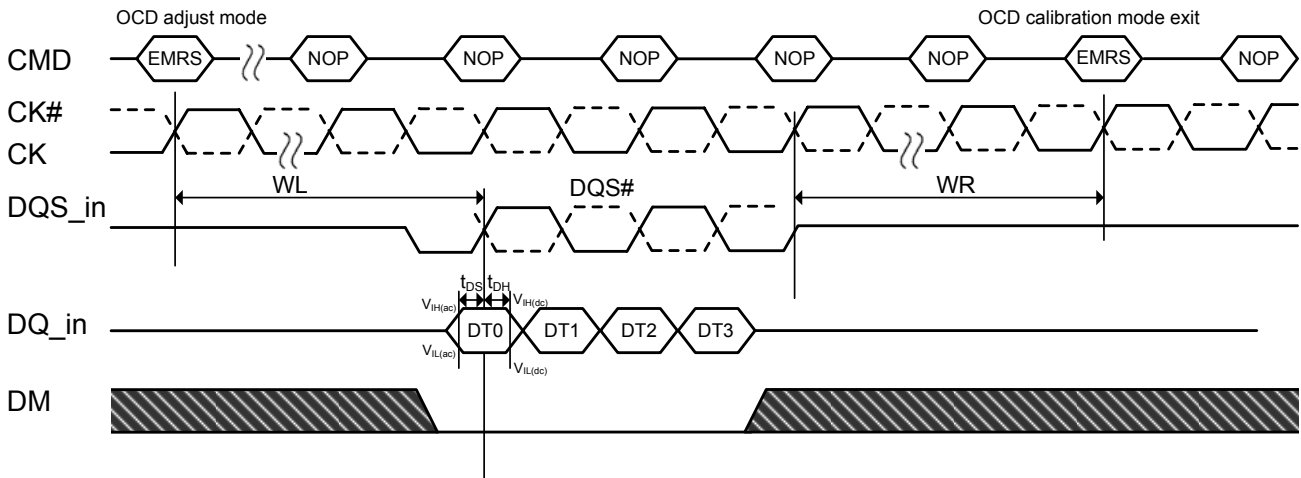 OCD adjust mode OCD calibration mode exit
CMD EMRS NOP NOP NOP NOP NOP EMRS NOP
CK#
CK
WL DQS# WR
DQS_in
tDS tDH
VIH(ac) VIH(dc)
DQ_in DT0 DT1 DT2 DT3
VIL(ac) VIL(dc)
DM